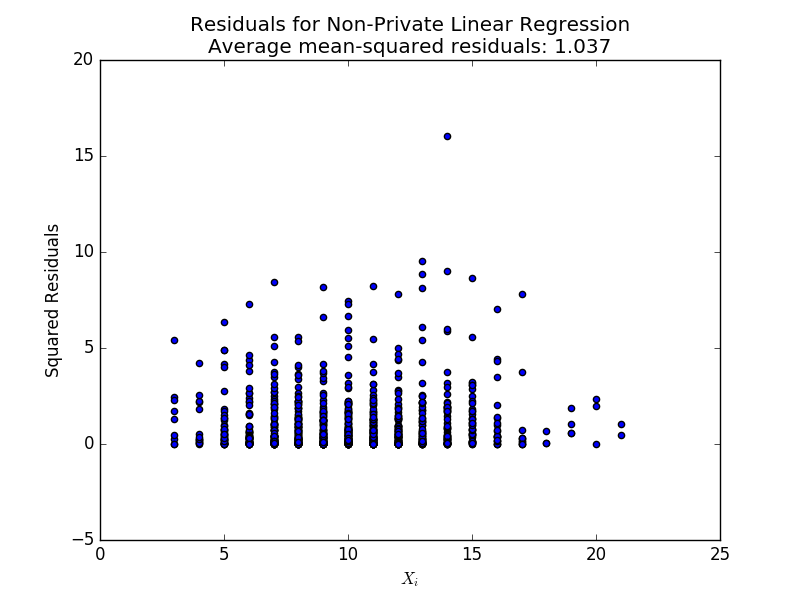 Residuals for Non-Private Linear Regression
Average mean-squared residuals: 1.037
20
15
10
5
0
−5
Squared Residuals
0 5 10 15 20 25
X_i